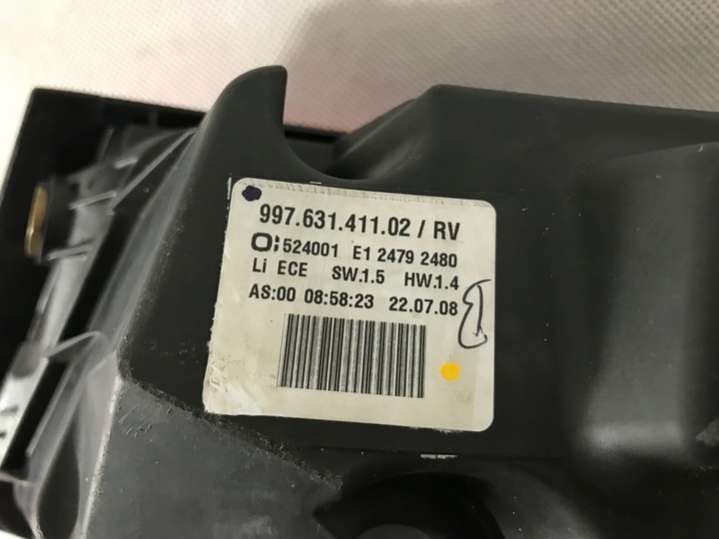 997.631.411.02 / RV
524001 E1 2479 2480
Li ECE SW.1.5 HW.1.4
AS:00 08:58:23 22.07.08